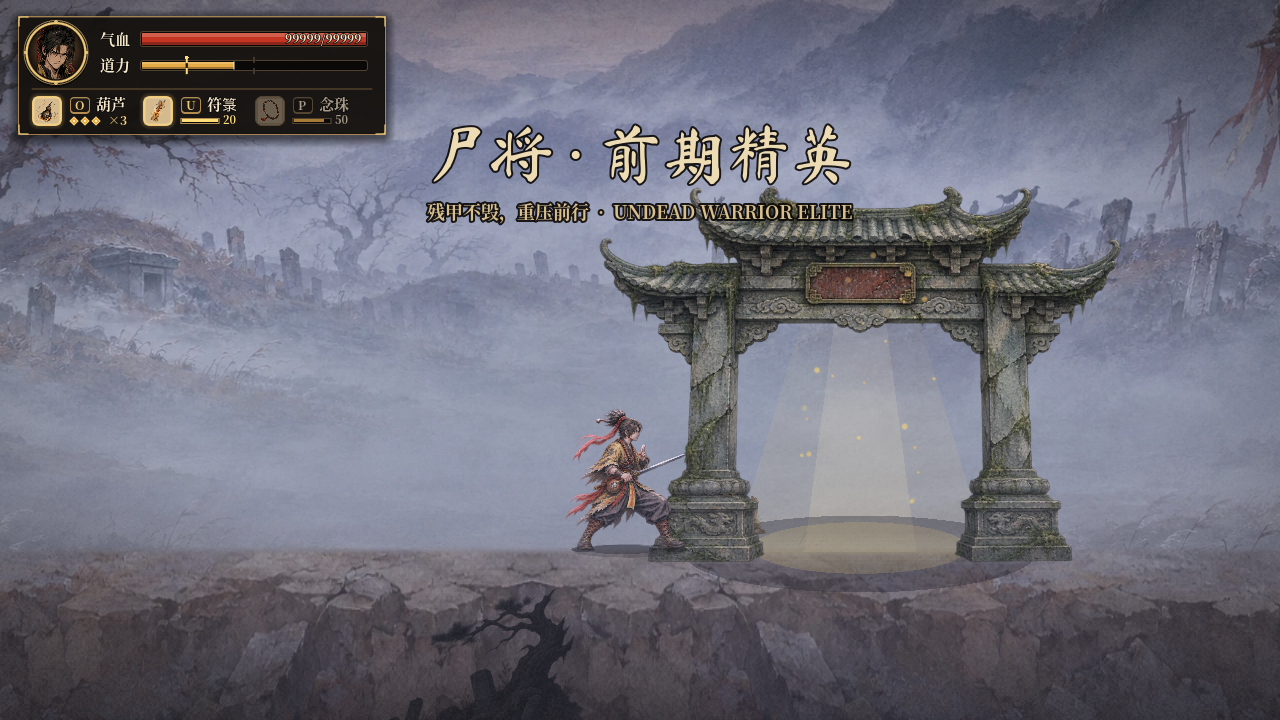 气血 99999/99999
道力
O 葫芦 ×3
U 符箓 20
P 念珠 50
尸将·前期精英
残甲不毁，重压前行 · UNDEAD WARRIOR ELITE